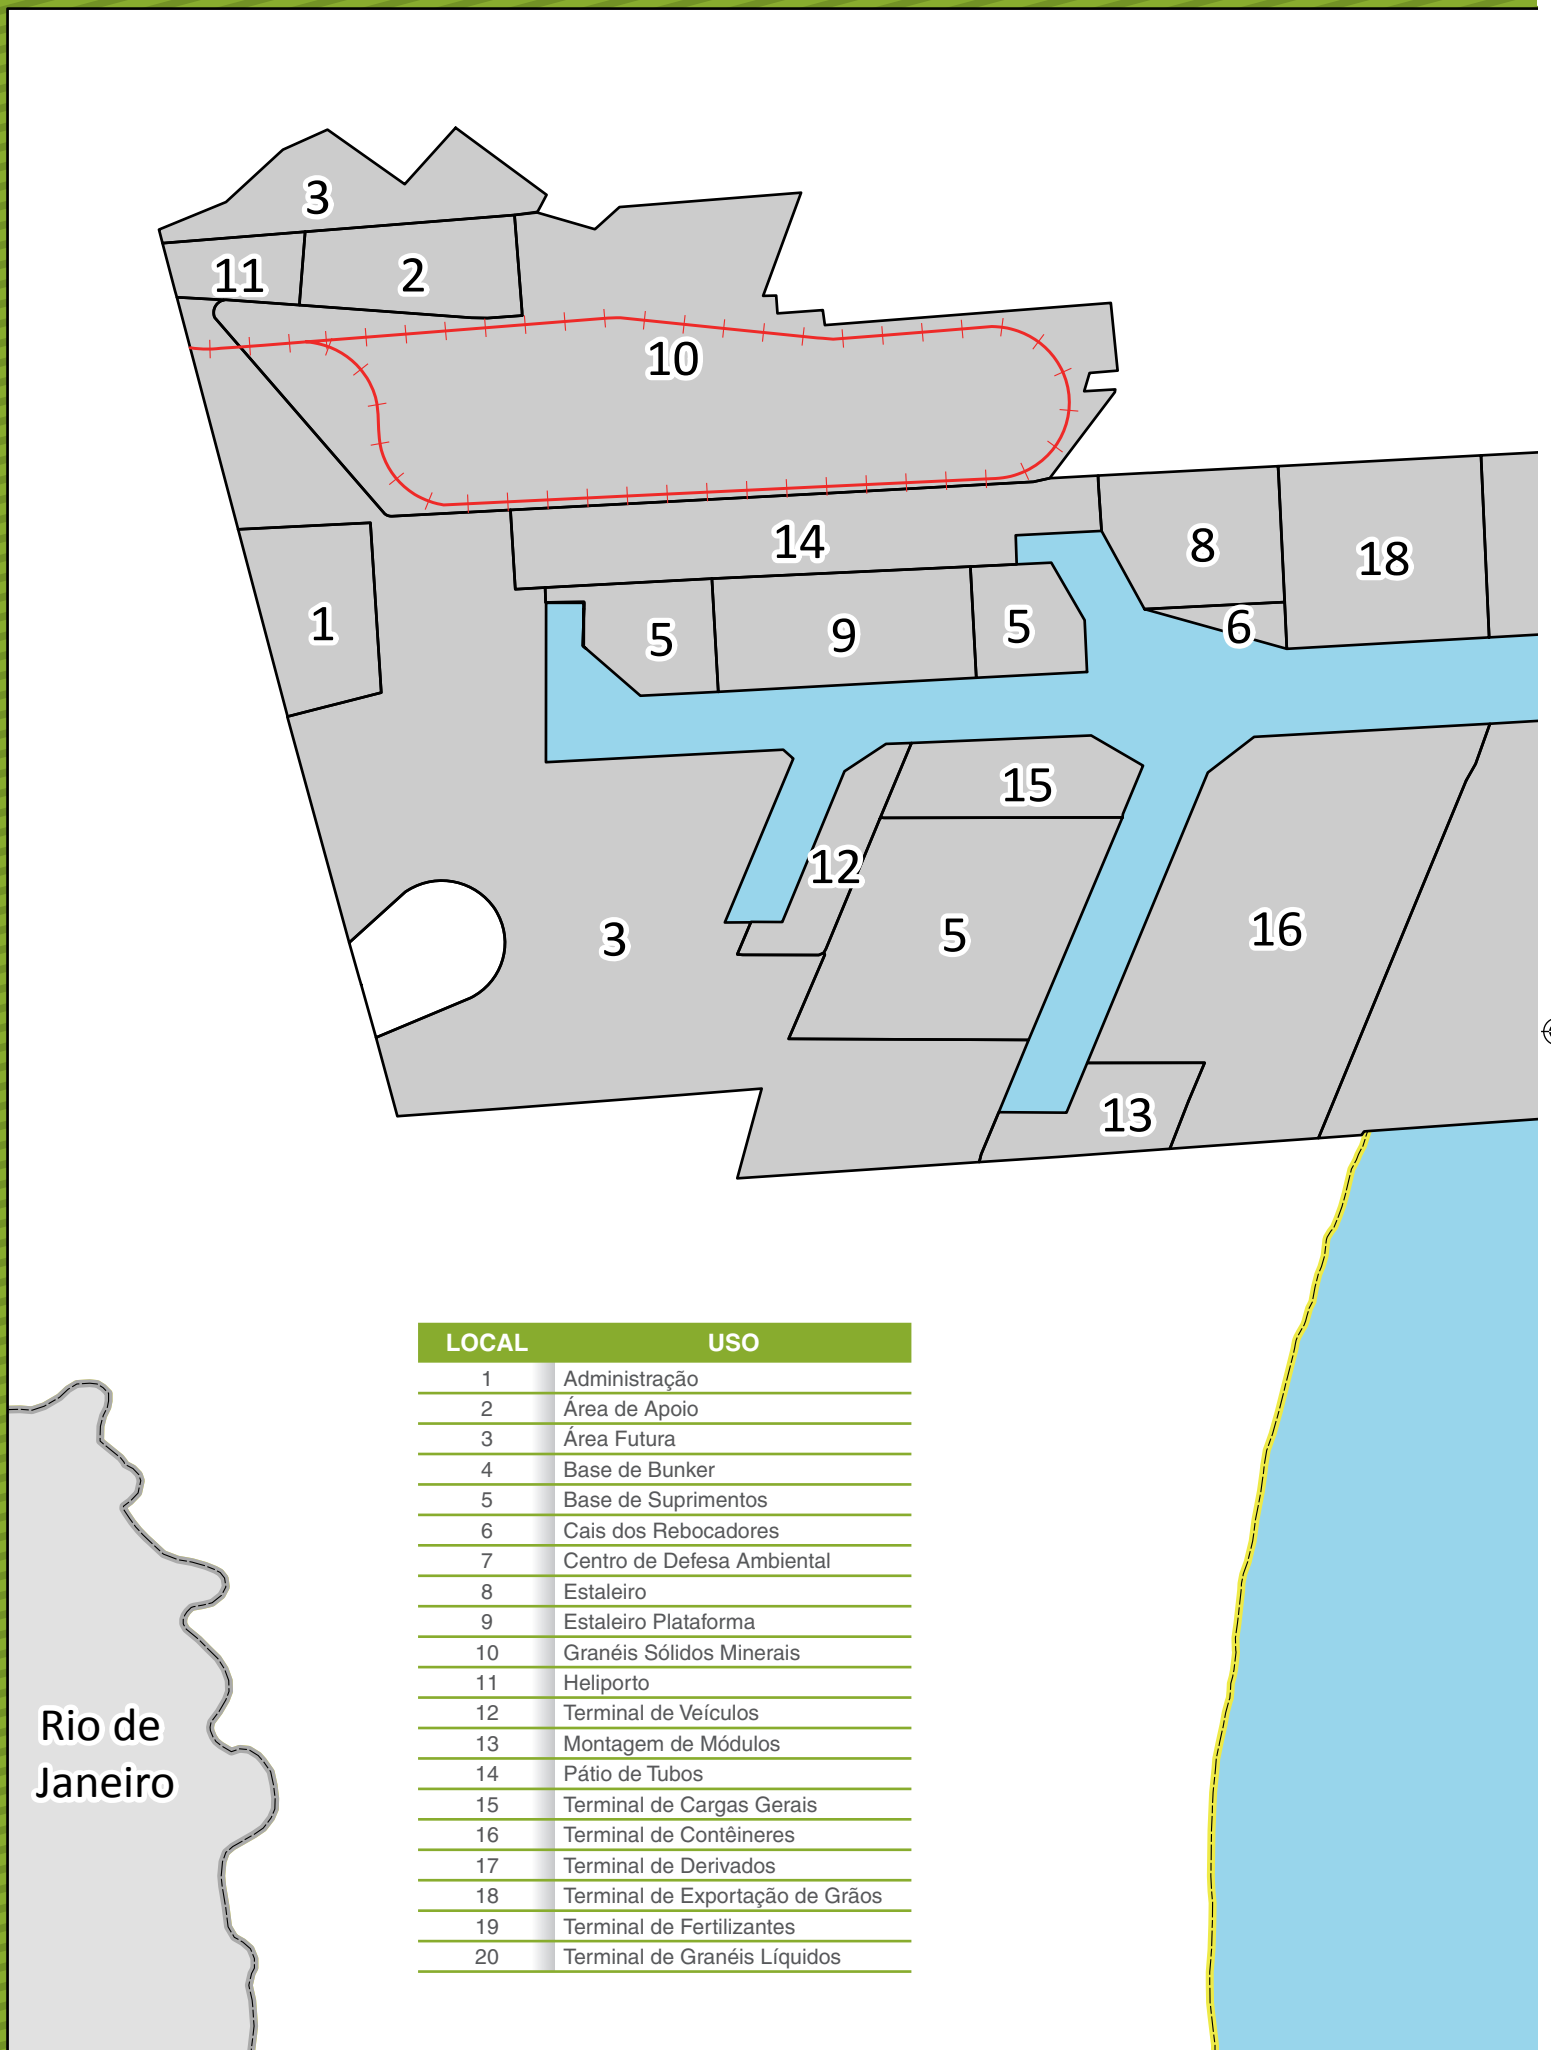 3
11
2
10
14
8
18
1
5
9
5
6
15
12
3
5
16
13
LOCAL USO
1 Administração
2 Área de Apoio
3 Área Futura
4 Base de Bunker
5 Base de Suprimentos
6 Cais dos Rebocadores
7 Centro de Defesa Ambiental
8 Estaleiro
9 Estaleiro Plataforma
10 Granéis Sólidos Minerais
11 Heliporto
12 Terminal de Veículos
13 Montagem de Módulos
14 Pátio de Tubos
15 Terminal de Cargas Gerais
16 Terminal de Contêineres
17 Terminal de Derivados
18 Terminal de Exportação de Grãos
19 Terminal de Fertilizantes
20 Terminal de Granéis Líquidos
Rio de
Janeiro